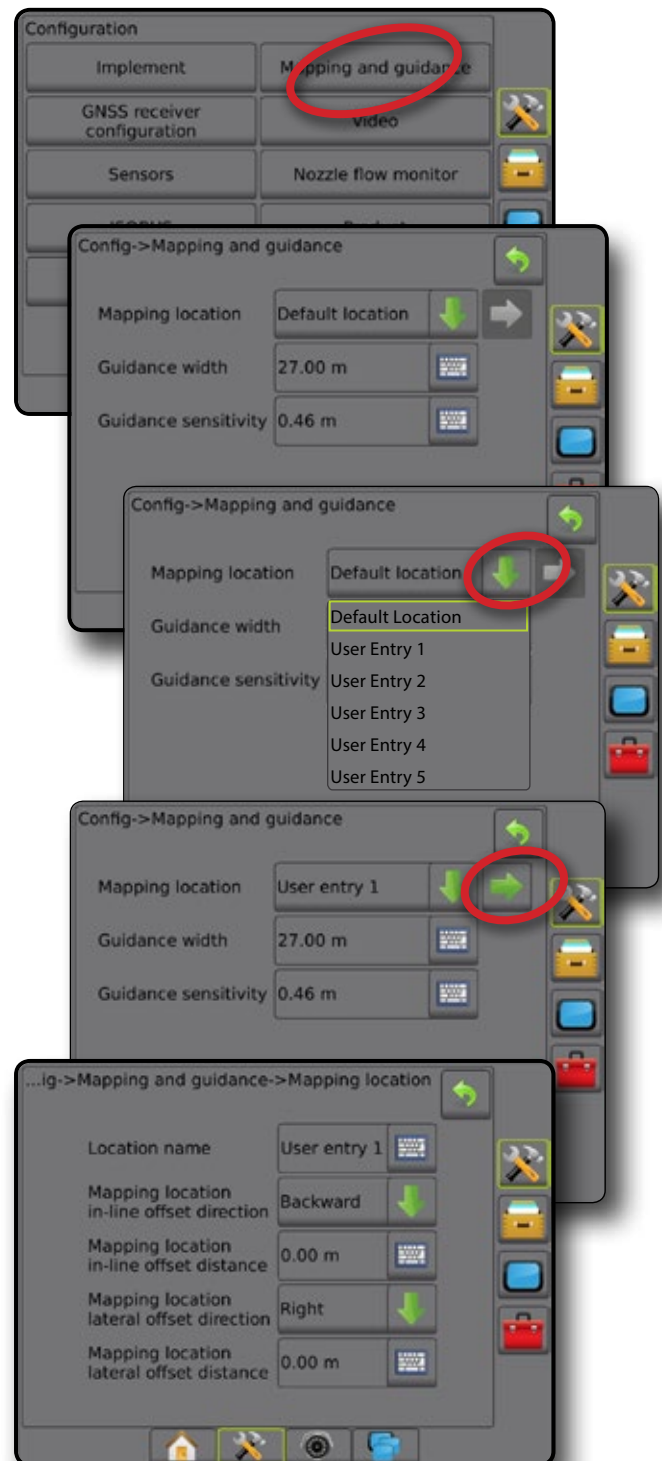 Configuration
Implement
Mapping and guidance
GNSS receiver
configuration
Video
Sensors
Nozzle flow monitor
Config->Mapping and guidance
Mapping location
Default location
Guidance width
27.00 m
Guidance sensitivity
0.46 m
Config->Mapping and guidance
Mapping location
Default location
Default Location
Guidance width
User Entry 1
Guidance sensitivity
User Entry 2
User Entry 3
User Entry 4
User Entry 5
Config->Mapping and guidance
Mapping location
User entry 1
Guidance width
27.00 m
Guidance sensitivity
0.46 m
...ig->Mapping and guidance->Mapping location
Location name
User entry 1
Mapping location
in-line offset direction
Backward
Mapping location
in-line offset distance
0.00 m
Mapping location
lateral offset direction
Right
Mapping location
lateral offset distance
0.00 m